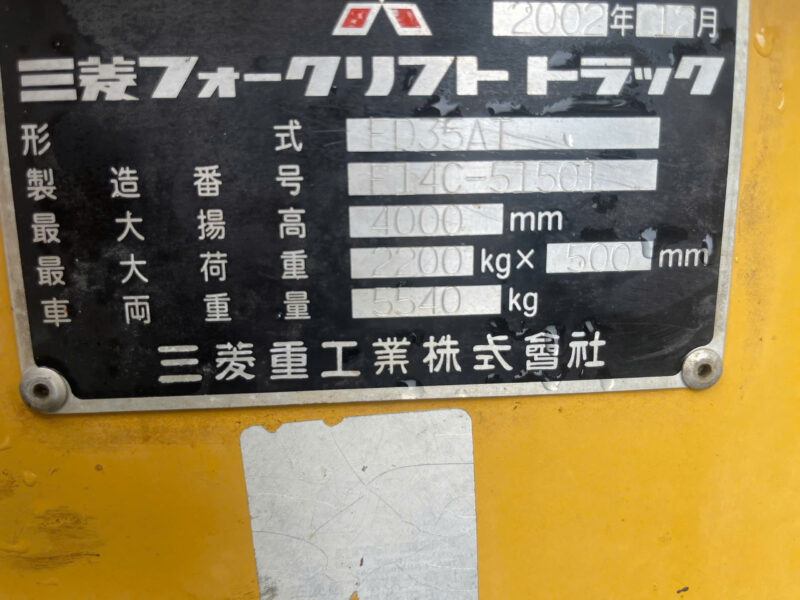 2002年 12月
三菱フォークリフト トラック
形式 FD35AT
製造番号 F14C-51501
最大揚高 4000 mm
最大荷重 2200 kg× 500 mm
車両重量 5540 kg
三菱重工業株式會社